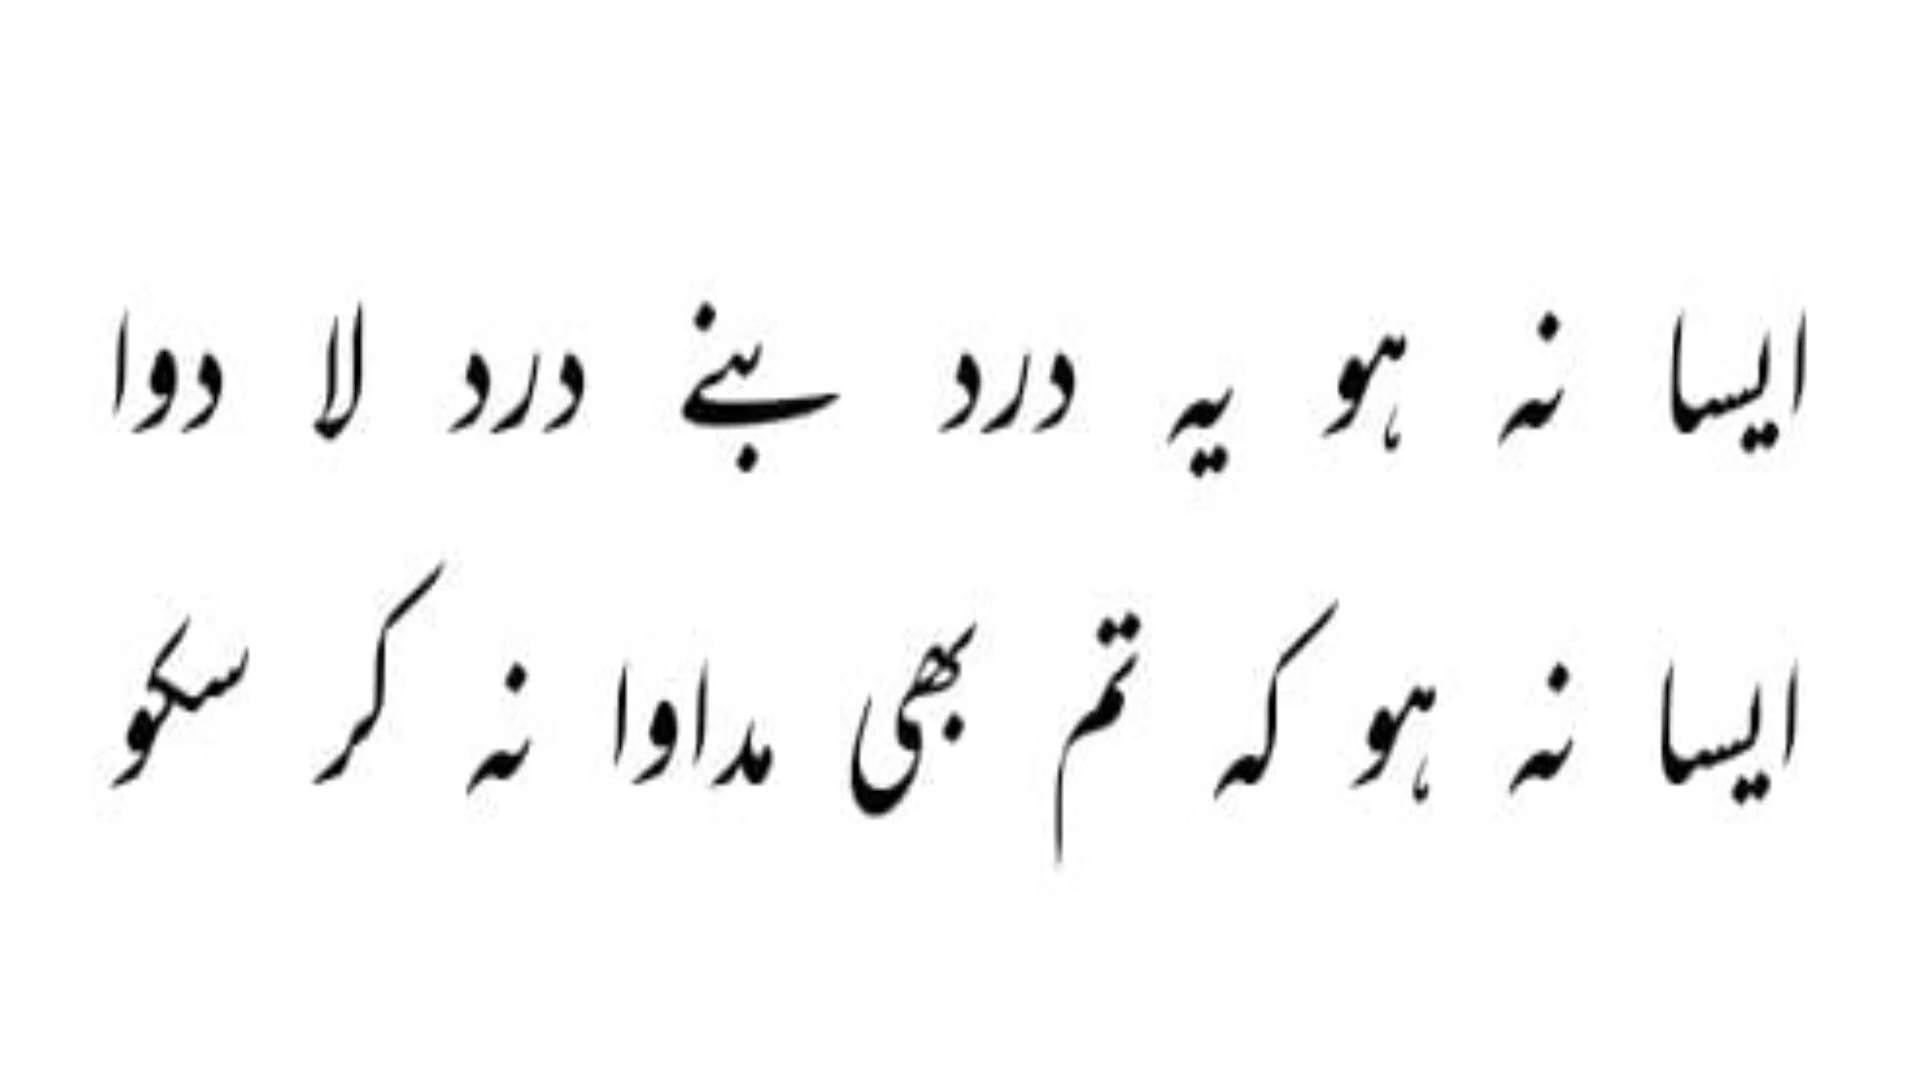 ایسا نہ ہو یہ درد بنے درد لا دوا
ایسا نہ ہو کہ تم بھی مداوا نہ کر سکو